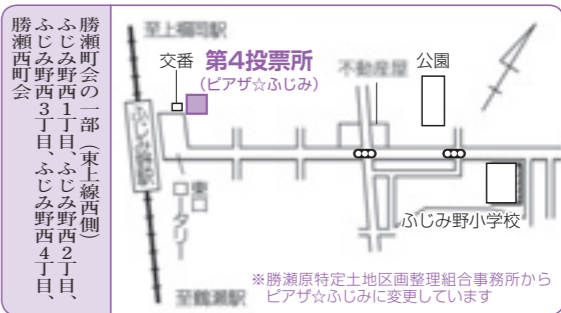 勝瀬町会の一部（東上線西側）
ふじみ野西1丁目、ふじみ野西2丁目、
ふじみ野西3丁目、ふじみ野西4丁目、
勝瀬西町会
至上福岡駅
交番
第4投票所
（ピアザ☆ふじみ）
不動産屋
公園
ふじみ野駅
東口
ロータリー
ふじみ野小学校
至鶴瀬駅
※勝瀬原特定土地区画整理組合事務所から
ピアザ☆ふじみに変更しています